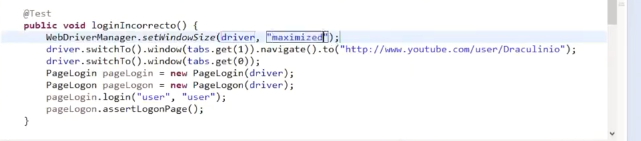 @Test
public void loginIncorrecto() {
WebDriverManager.setWindowSize(driver, "maximized");
driver.switchTo().window(tabs.get(1)).navigate().to("http://www.youtube.com/user/Draculinio");
driver.switchTo().window(tabs.get(0));
PageLogin pageLogin = new PageLogin(driver);
PageLogon pageLogon = new PageLogon(driver);
pageLogin.login("user", "user");
pageLogon.assertLogonPage();
}